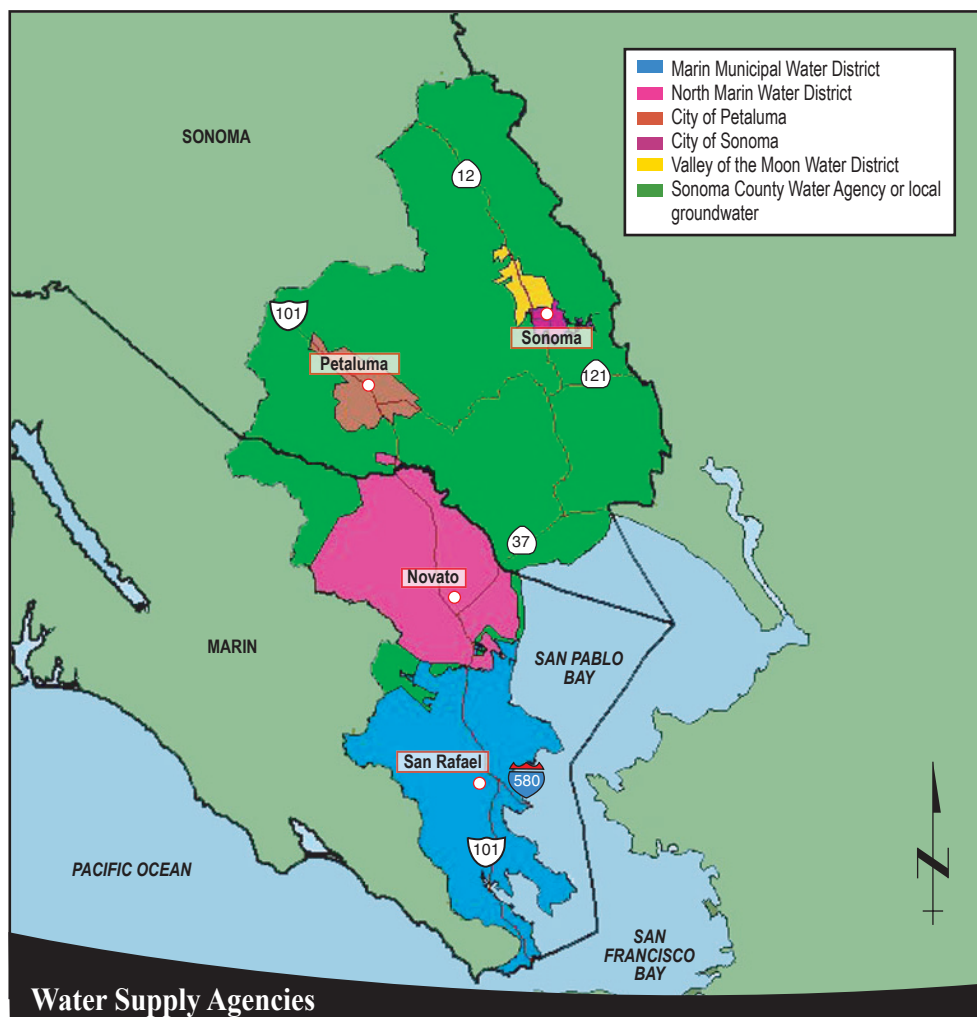 Marin Municipal Water District
North Marin Water District
City of Petaluma
City of Sonoma
Valley of the Moon Water District
Sonoma County Water Agency or local
groundwater
SONOMA
12
101
Sonoma
Petaluma
121
37
Novato
MARIN
SAN PABLO
BAY
San Rafael
580
101
PACIFIC OCEAN
N
SAN
FRANCISCO
BAY
Water Supply Agencies